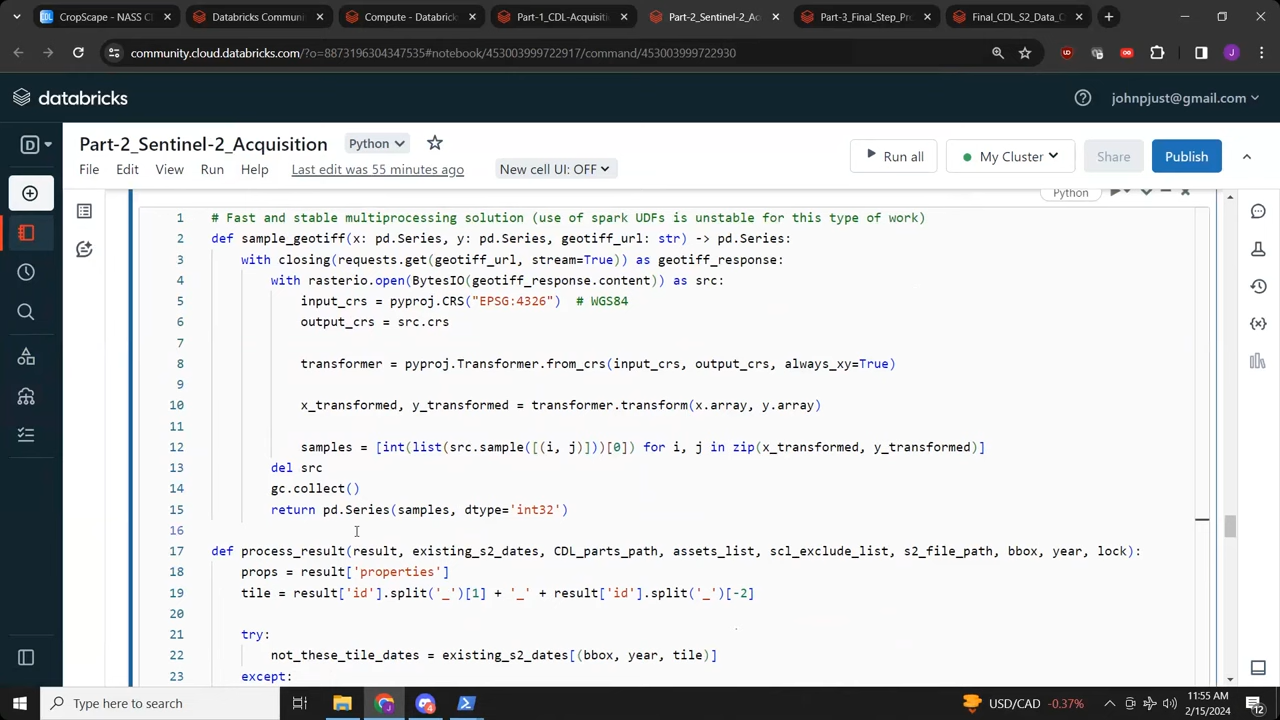 CropScape - NASS C
Databricks Communi
Compute - Databrick
Part-1_CDL-Acquisiti
Part-2_Sentinel-2_Ac
Part-3_Final_Step_Pr
Final_CDL_S2_Data_C
community.cloud.databricks.com/?o=8873196304347535#notebook/453003999722917/command/453003999722930
J
databricks
johnpjust@gmail.com
D
Part-2_Sentinel-2_Acquisition
Python
Run all
My Cluster
Share
Publish
File Edit View Run Help
Last edit was 55 minutes ago
New cell UI: OFF
Python
1 # Fast and stable multiprocessing solution (use of spark UDFs is unstable for this type of work)
2 def sample_geotiff(x: pd.Series, y: pd.Series, geotiff_url: str) -> pd.Series:
3 with closing(requests.get(geotiff_url, stream=True)) as geotiff_response:
4 with rasterio.open(BytesIO(geotiff_response.content)) as src:
5 input_crs = pyproj.CRS("EPSG:4326") # WGS84
6 output_crs = src.crs
7
8 transformer = pyproj.Transformer.from_crs(input_crs, output_crs, always_xy=True)
9
10 x_transformed, y_transformed = transformer.transform(x.array, y.array)
11
12 samples = [int(list(src.sample([(i, j)]))[0]) for i, j in zip(x_transformed, y_transformed)]
13 del src
14 gc.collect()
15 return pd.Series(samples, dtype='int32')
16
17 def process_result(result, existing_s2_dates, CDL_parts_path, assets_list, scl_exclude_list, s2_file_path, bbox, year, lock):
18 props = result['properties']
19 tile = result['id'].split('_')[1] + '_' + result['id'].split('_')[-2]
20
21 try:
22 not_these_tile_dates = existing_s2_dates[(bbox, year, tile)]
23 except:
Type here to search
USD/CAD -0.37%
11:55 AM
2/15/2024
12